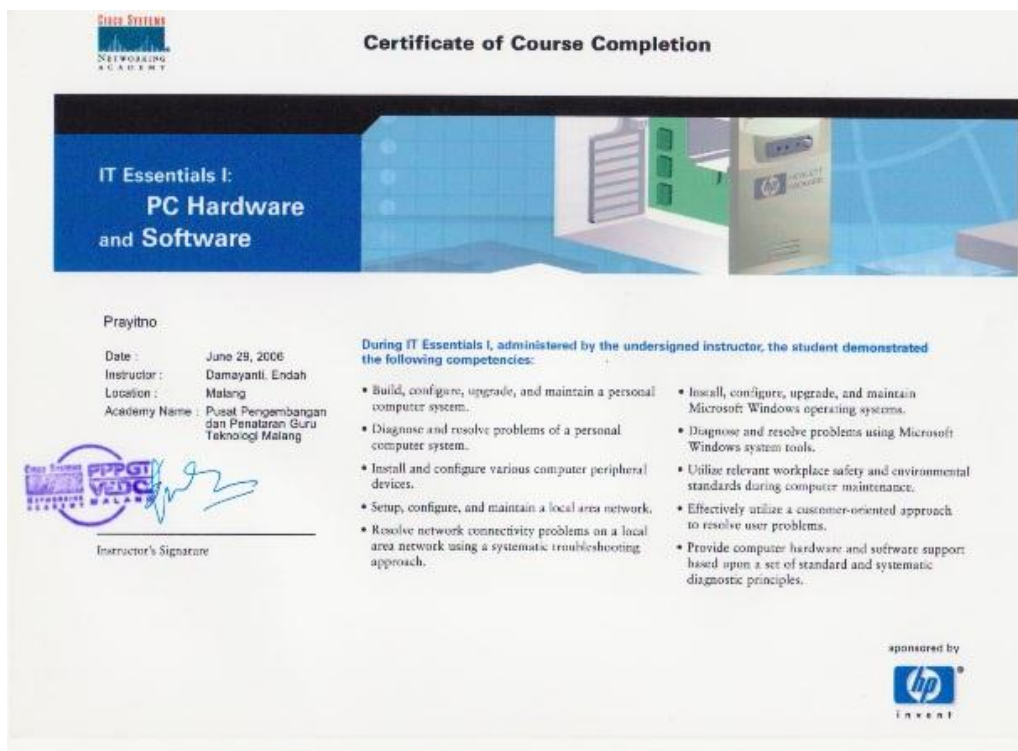 CISCO SYSTEMS
NETWORKING
ACADEMY
Certificate of Course Completion
IT Essentials I:
PC Hardware
and Software
hp
HEWLETT
PACKARD
Prayitno
Date : June 29, 2006
Instructor : Damayanti, Endah
Location : Malang
Academy Name : Pusat Pengembangan
dan Penataran Guru
Teknologi Malang
CISCO SYSTEMS
NETWORKING
ACADEMY
PPPGT
VEDC
MALANG
Instructor's Signature
During IT Essentials I, administered by the undersigned instructor, the student demonstrated
the following competencies:
• Build, configure, upgrade, and maintain a personal
computer system.
• Diagnose and resolve problems of a personal
computer system.
• Install and configure various computer peripheral
devices.
• Setup, configure, and maintain a local area network.
• Resolve network connectivity problems on a local
area network using a systematic troubleshooting
approach.
• Install, configure, upgrade, and maintain
Microsoft Windows operating systems.
• Diagnose and resolve problems using Microsoft
Windows system tools.
• Utilize relevant workplace safety and environmental
standards during computer maintenance.
• Effectively utilize a customer-oriented approach
to resolve user problems.
• Provide computer hardware and software support
based upon a set of standard and systematic
diagnostic principles.
sponsored by
hp
invent